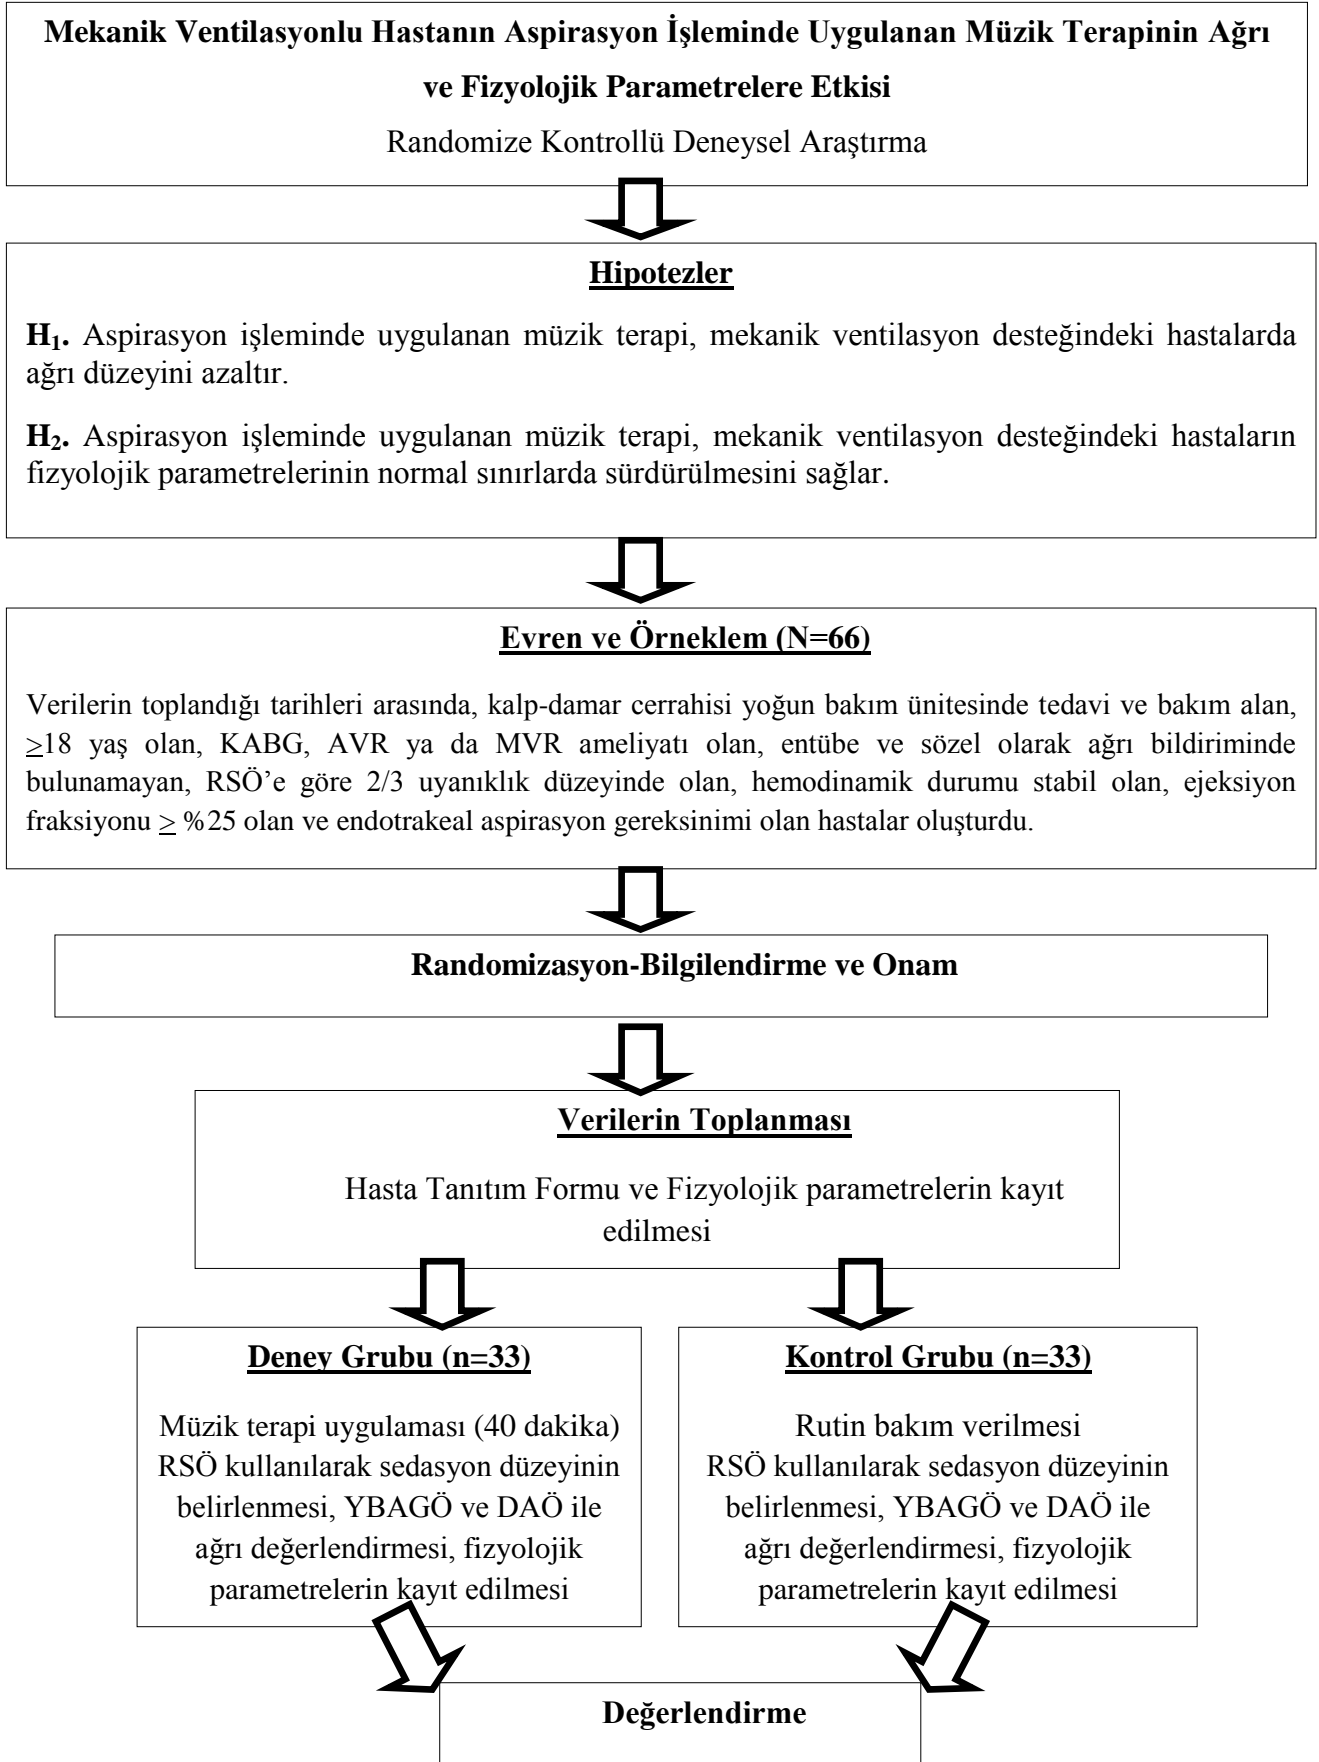 Mekanik Ventilasyonlu Hastanın Aspirasyon İşleminde Uygulanan Müzik Terapinin Ağrı
ve Fizyolojik Parametrelere Etkisi
Randomize Kontrollü Deneysel Araştırma
Hipotezler
H₁. Aspirasyon işleminde uygulanan müzik terapi, mekanik ventilasyon desteğindeki hastalarda
ağrı düzeyini azaltır.
H₂. Aspirasyon işleminde uygulanan müzik terapi, mekanik ventilasyon desteğindeki hastaların
fizyolojik parametrelerinin normal sınırlarda sürdürülmesini sağlar.
Evren ve Örneklem (N=66)
Verilerin toplandığı tarihleri arasında, kalp-damar cerrahisi yoğun bakım ünitesinde tedavi ve bakım alan,
≥18 yaş olan, KABG, AVR ya da MVR ameliyatı olan, entübe ve sözel olarak ağrı bildiriminde
bulunamayan, RSÖ’e göre 2/3 uyanıklık düzeyinde olan, hemodinamik durumu stabil olan, ejeksiyon
fraksiyonu ≥ %25 olan ve endotrakeal aspirasyon gereksinimi olan hastalar oluşturdu.
Randomizasyon-Bilgilendirme ve Onam
Verilerin Toplanması
Hasta Tanıtım Formu ve Fizyolojik parametrelerin kayıt
edilmesi
Deney Grubu (n=33)
Müzik terapi uygulaması (40 dakika)
RSÖ kullanılarak sedasyon düzeyinin
belirlenmesi, YBAGÖ ve DAÖ ile
ağrı değerlendirmesi, fizyolojik
parametrelerin kayıt edilmesi
Kontrol Grubu (n=33)
Rutin bakım verilmesi
RSÖ kullanılarak sedasyon düzeyinin
belirlenmesi, YBAGÖ ve DAÖ ile
ağrı değerlendirmesi, fizyolojik
parametrelerin kayıt edilmesi
Değerlendirme